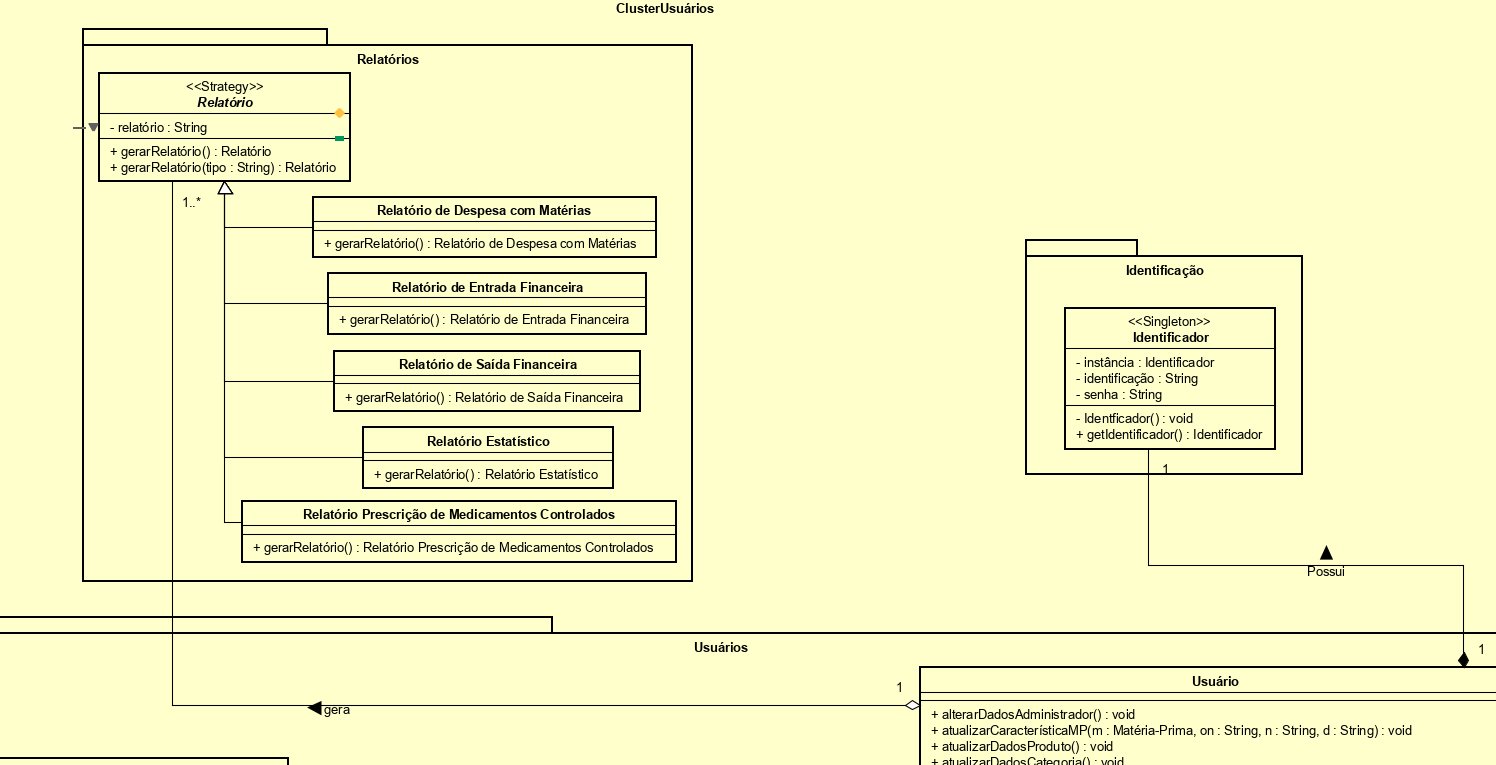 ClusterUsuários
Relatórios
<<Strategy>>
Relatório
- relatório : String
+ gerarRelatório() : Relatório
+ gerarRelatório(tipo : String) : Relatório
1..*
Relatório de Despesa com Matérias
+ gerarRelatório() : Relatório de Despesa com Matérias
Relatório de Entrada Financeira
+ gerarRelatório() : Relatório de Entrada Financeira
Relatório de Saída Financeira
+ gerarRelatório() : Relatório de Saída Financeira
Relatório Estatístico
+ gerarRelatório() : Relatório Estatístico
Relatório Prescrição de Medicamentos Controlados
+ gerarRelatório() : Relatório Prescrição de Medicamentos Controlados
Identificação
<<Singleton>>
Identificador
- instância : Identificador
- identificação : String
- senha : String
- Identficador() : void
+ getIdentificador() : Identificador
1
Possui
1
Usuários
1
gera
Usuário
+ alterarDadosAdministrador() : void
+ atualizarCaracterísticaMP(m : Matéria-Prima, on : String, n : String, d : String) : void
+ atualizarDadosProduto() : void
+ atualizarDadosCategoria() : void